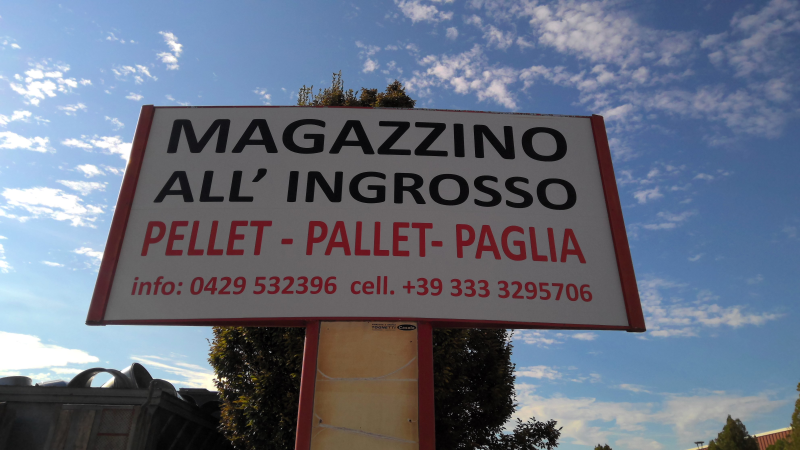 MAGAZZINO
ALL' INGROSSO
PELLET - PALLET- PAGLIA
info: 0429 532396 cell. +39 333 3295706